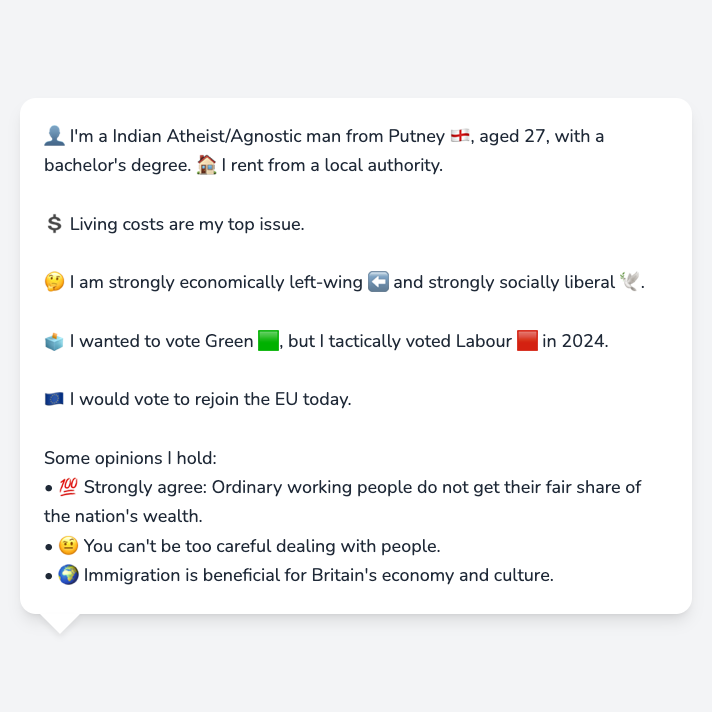 👤 I'm a Indian Atheist/Agnostic man from Putney 🏴󠁧󠁢󠁥󠁮󠁧󠁿, aged 27, with a
bachelor's degree. 🏠 I rent from a local authority.
💲 Living costs are my top issue.
🤔 I am strongly economically left-wing ⬅️ and strongly socially liberal 🕊️.
🗳️ I wanted to vote Green 🟩, but I tactically voted Labour 🟥 in 2024.
🇪🇺 I would vote to rejoin the EU today.
Some opinions I hold:
• 💯 Strongly agree: Ordinary working people do not get their fair share of
the nation's wealth.
• 🤨 You can't be too careful dealing with people.
• 🌍 Immigration is beneficial for Britain's economy and culture.